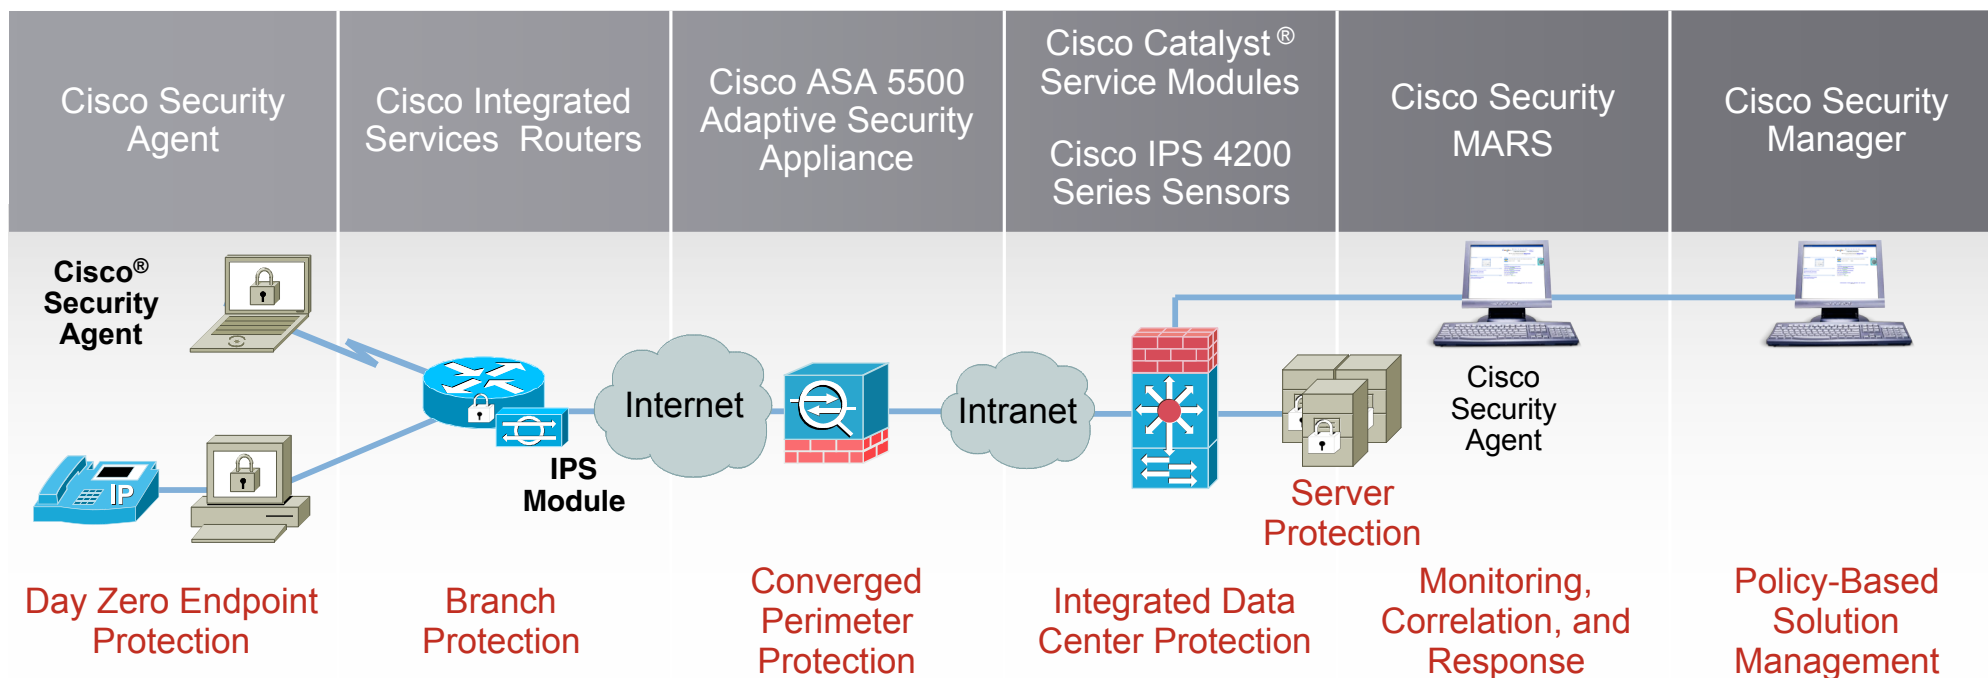 Cisco Security
Agent
Cisco Integrated
Services Routers
Cisco ASA 5500
Adaptive Security
Appliance
Cisco Catalyst®
Service Modules
Cisco IPS 4200
Series Sensors
Cisco Security
MARS
Cisco Security
Manager
Cisco®
Security
Agent
IP
IPS
Module
Internet
Intranet
Cisco
Security
Agent
Server
Protection
Day Zero Endpoint
Protection
Branch
Protection
Converged
Perimeter
Protection
Integrated Data
Center Protection
Monitoring,
Correlation, and
Response
Policy-Based
Solution
Management